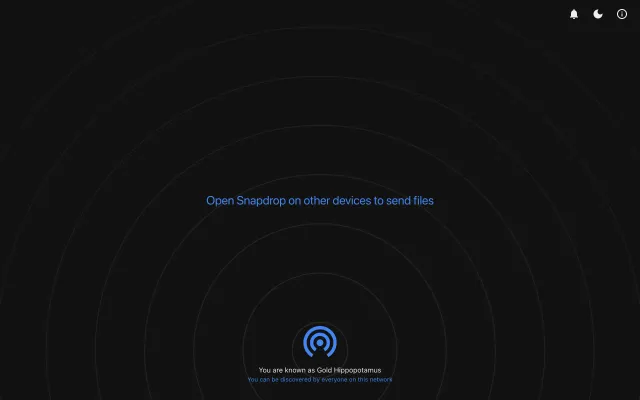 Open Snapdrop on other devices to send files
You are known as Gold Hippopotamus
You can be discovered by everyone on this network